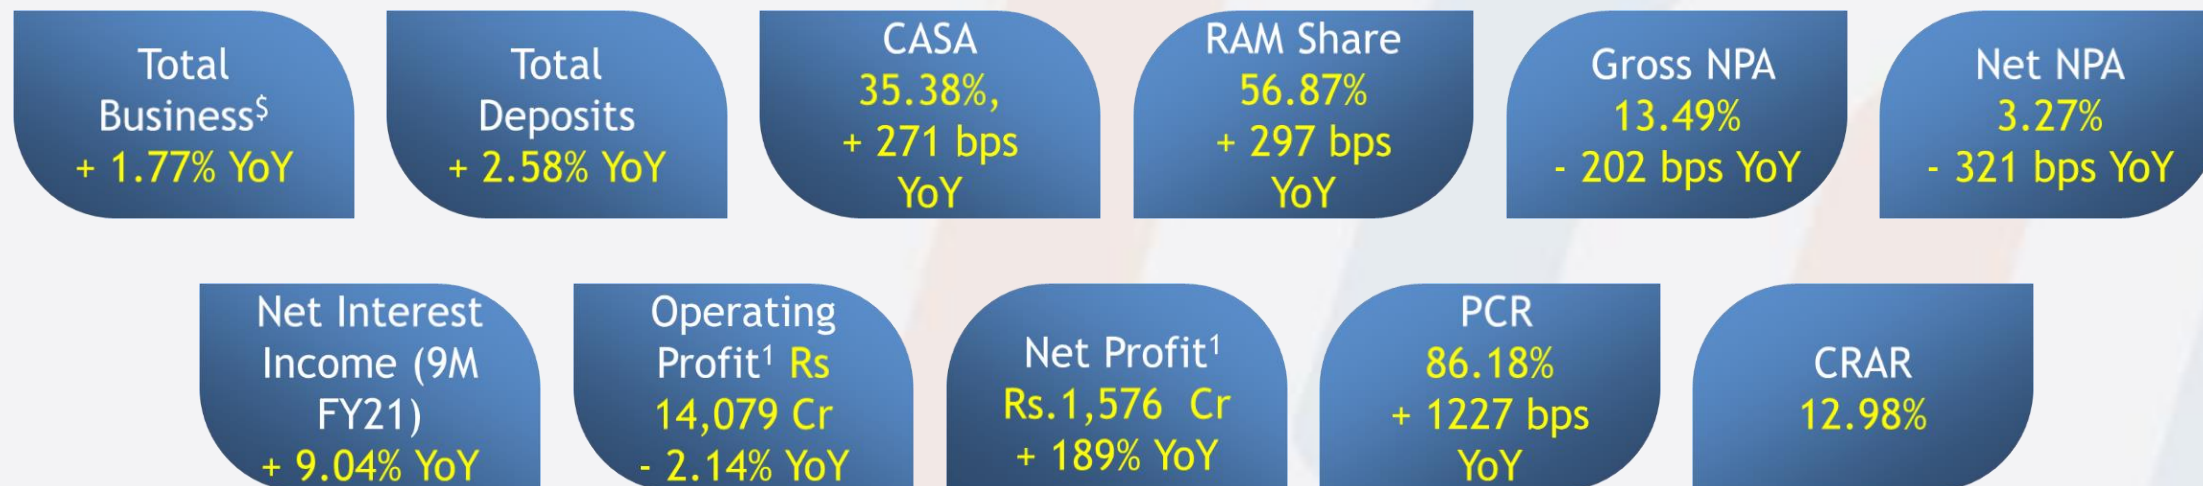 Total
Business$
+ 1.77% YoY
Total
Deposits
+ 2.58% YoY
CASA
35.38%,
+ 271 bps
YoY
RAM Share
56.87%
+ 297 bps
YoY
Gross NPA
13.49%
- 202 bps YoY
Net NPA
3.27%
- 321 bps YoY
Net Interest
Income (9M
FY21)
+ 9.04% YoY
Operating
Profit¹ Rs
14,079 Cr
- 2.14% YoY
Net Profit¹
Rs.1,576 Cr
+ 189% YoY
PCR
86.18%
+ 1227 bps
YoY
CRAR
12.98%